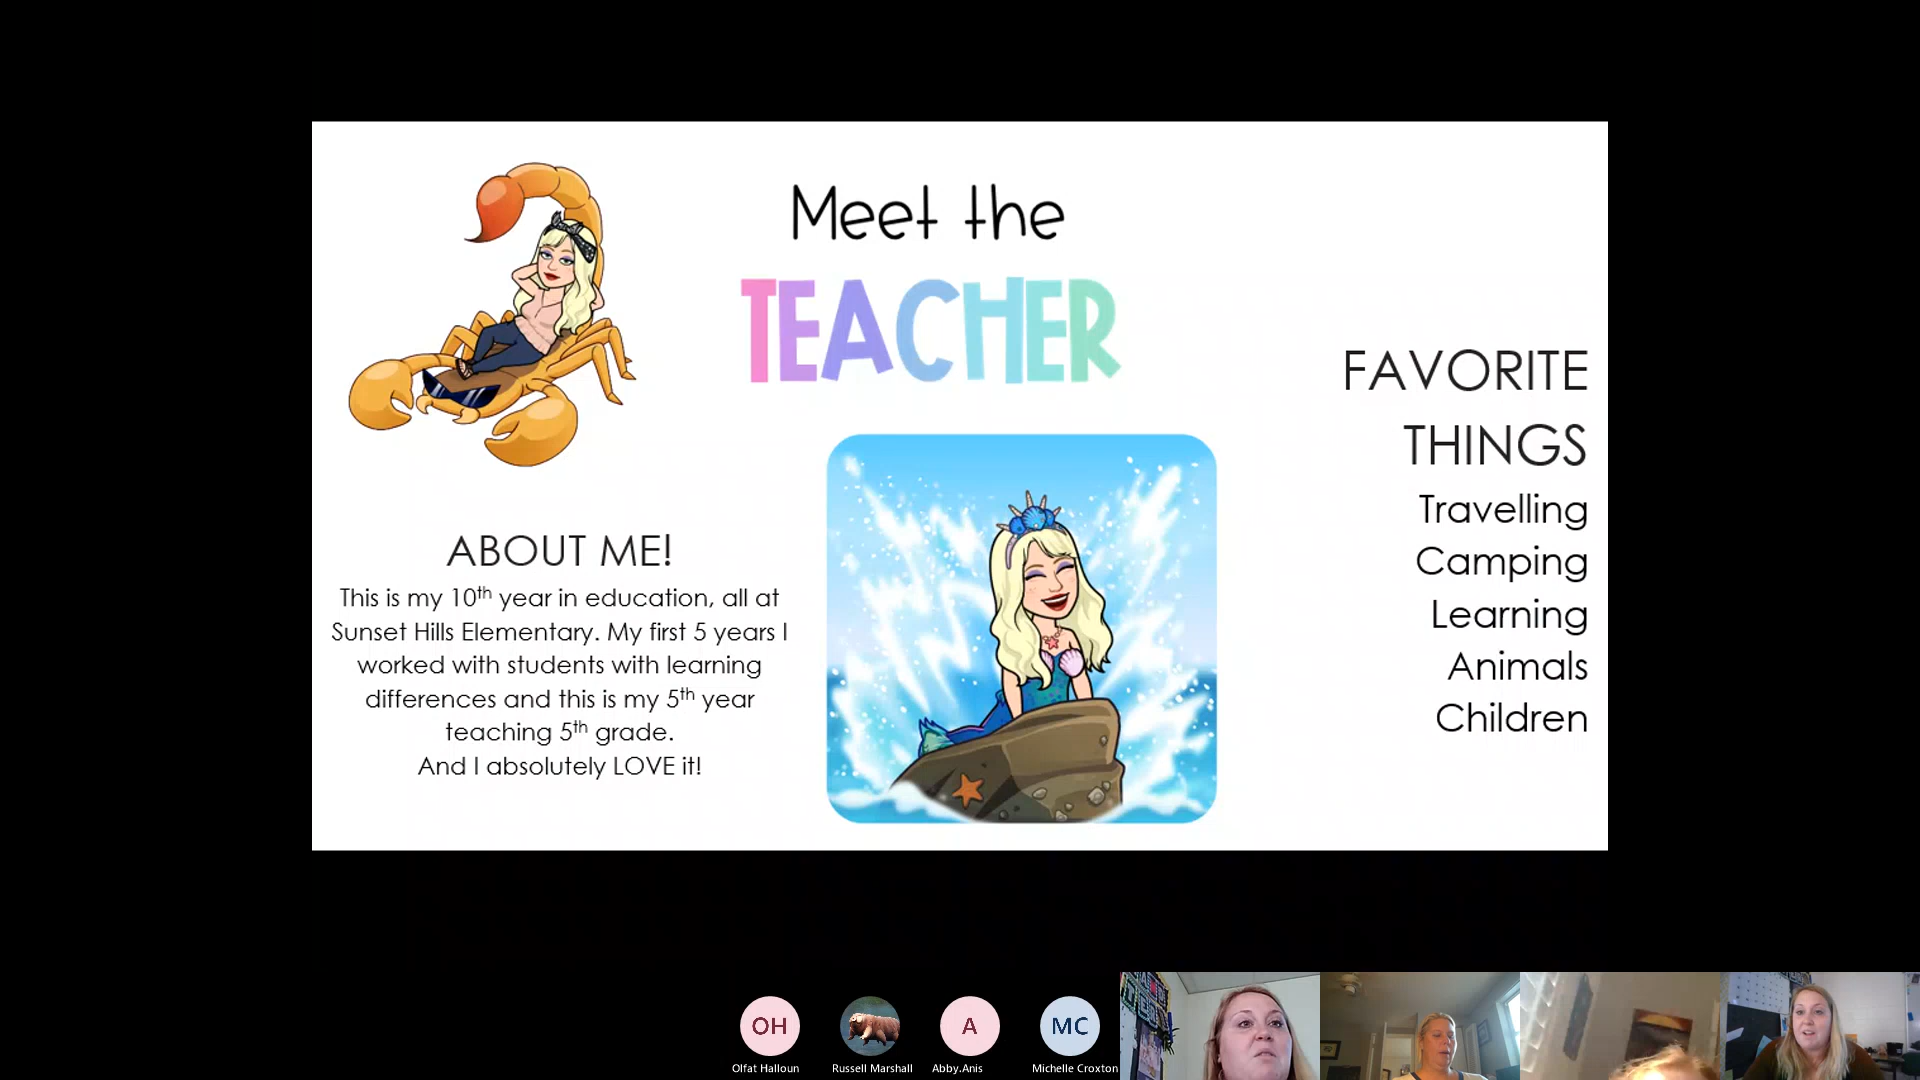 Meet the
TEACHER
ABOUT ME!
This is my 10th year in education, all at
Sunset Hills Elementary. My first 5 years I
worked with students with learning
differences and this is my 5th year
teaching 5th grade.
And I absolutely LOVE it!
FAVORITE
THINGS
Travelling
Camping
Learning
Animals
Children
OH
A
MC
Olfat Halloun
Russell Marshall
Abby.Anis
Michelle Croxton